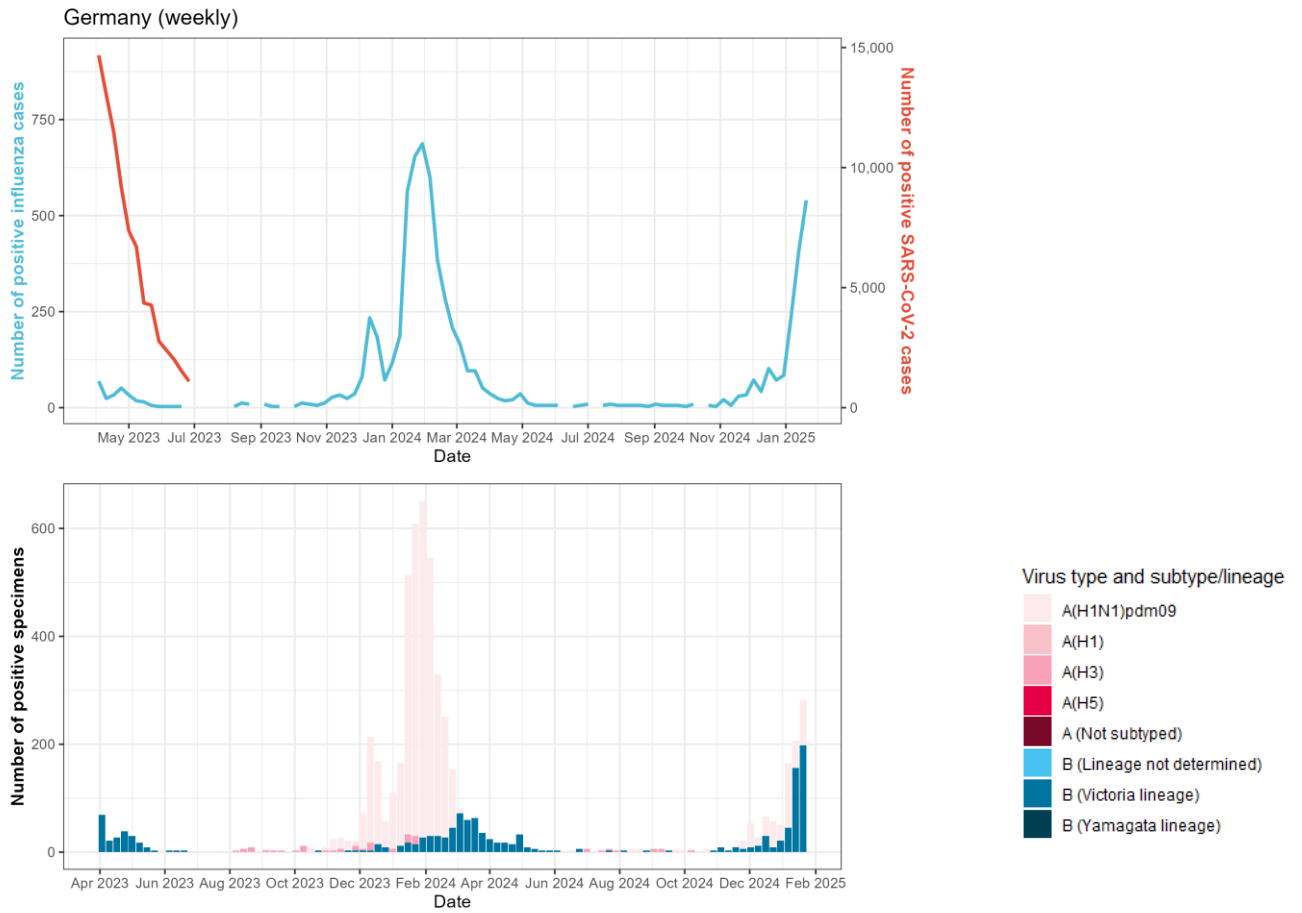 Germany (weekly)
Number of positive influenza cases
750
500
250
0
15,000
10,000
5,000
0
Number of positive SARS-CoV-2 cases
May 2023 Jul 2023 Sep 2023 Nov 2023 Jan 2024 Mar 2024 May 2024 Jul 2024 Sep 2024 Nov 2024 Jan 2025
Date
Number of positive specimens
600
400
200
0
Apr 2023 Jun 2023 Aug 2023 Oct 2023 Dec 2023 Feb 2024 Apr 2024 Jun 2024 Aug 2024 Oct 2024 Dec 2024 Feb 2025
Date
Virus type and subtype/lineage
A(H1N1)pdm09
A(H1)
A(H3)
A(H5)
A (Not subtyped)
B (Lineage not determined)
B (Victoria lineage)
B (Yamagata lineage)